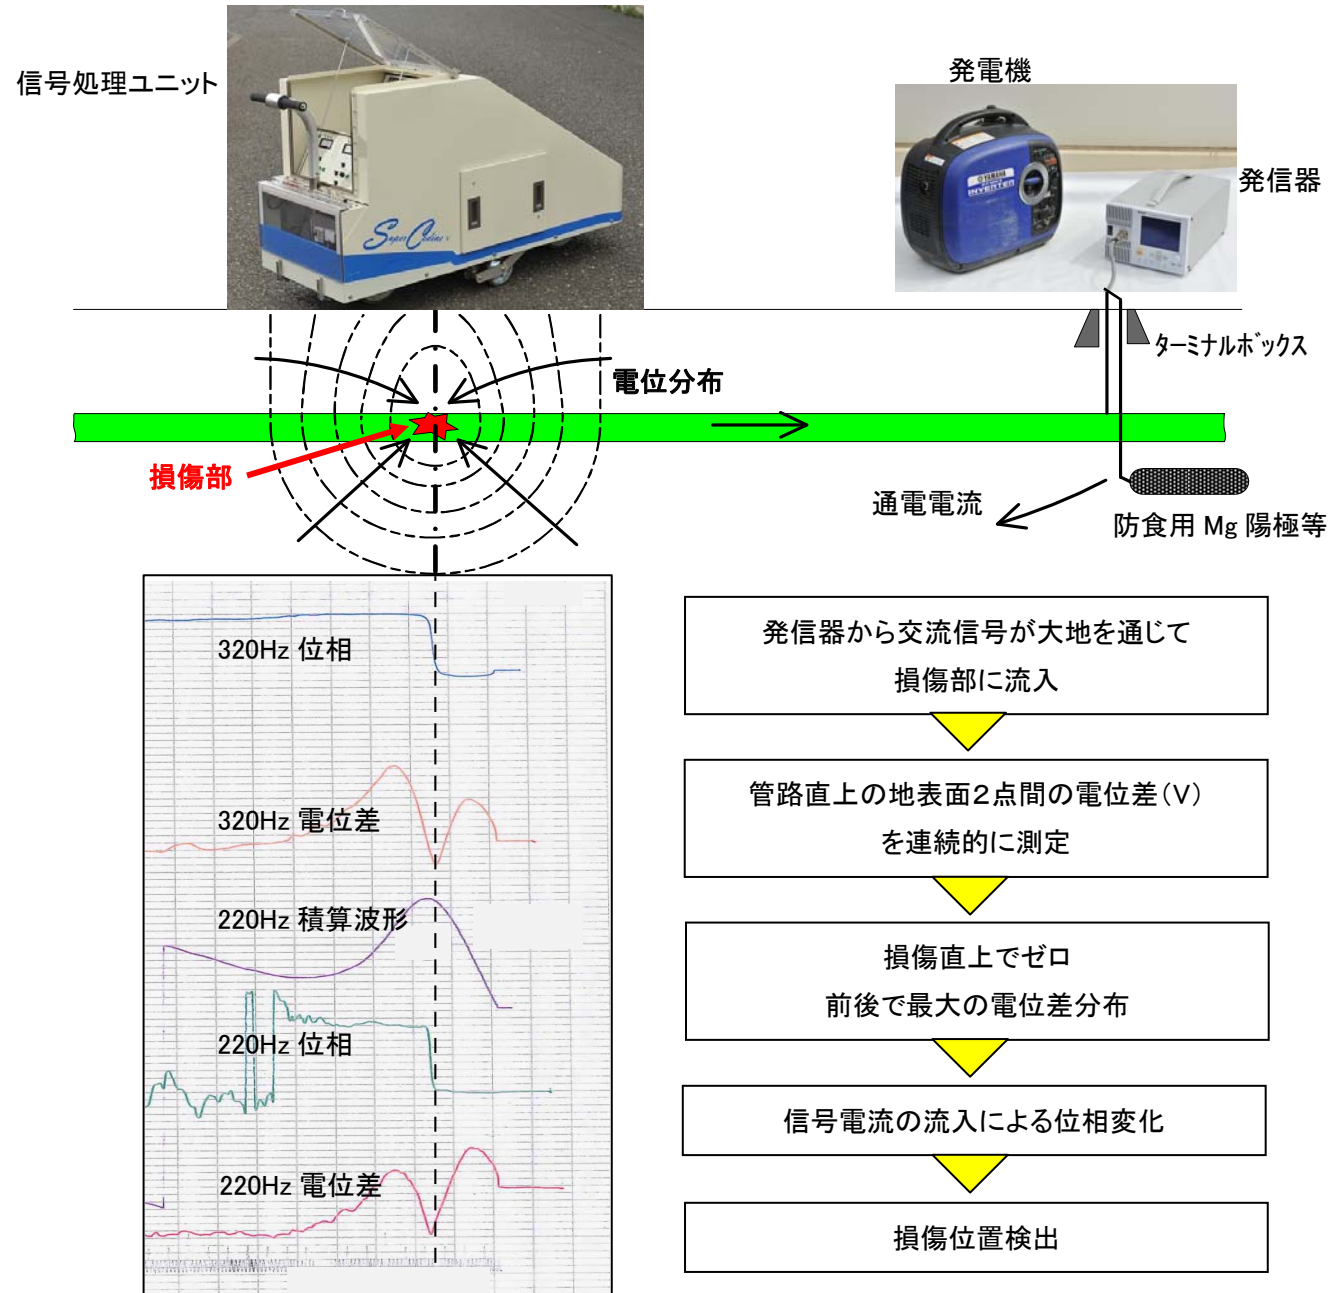 信号処理ユニット
発電機
発信器
YAMAHA
INVERTER
Super Codine
ターミナルボックス
電位分布
損傷部
通電電流
防食用 Mg 陽極等
320Hz 位相
320Hz 電位差
220Hz 積算波形
220Hz 位相
220Hz 電位差
発信器から交流信号が大地を通じて
損傷部に流入
管路直上の地表面2点間の電位差(V)
を連続的に測定
損傷直上でゼロ
前後で最大の電位差分布
信号電流の流入による位相変化
損傷位置検出